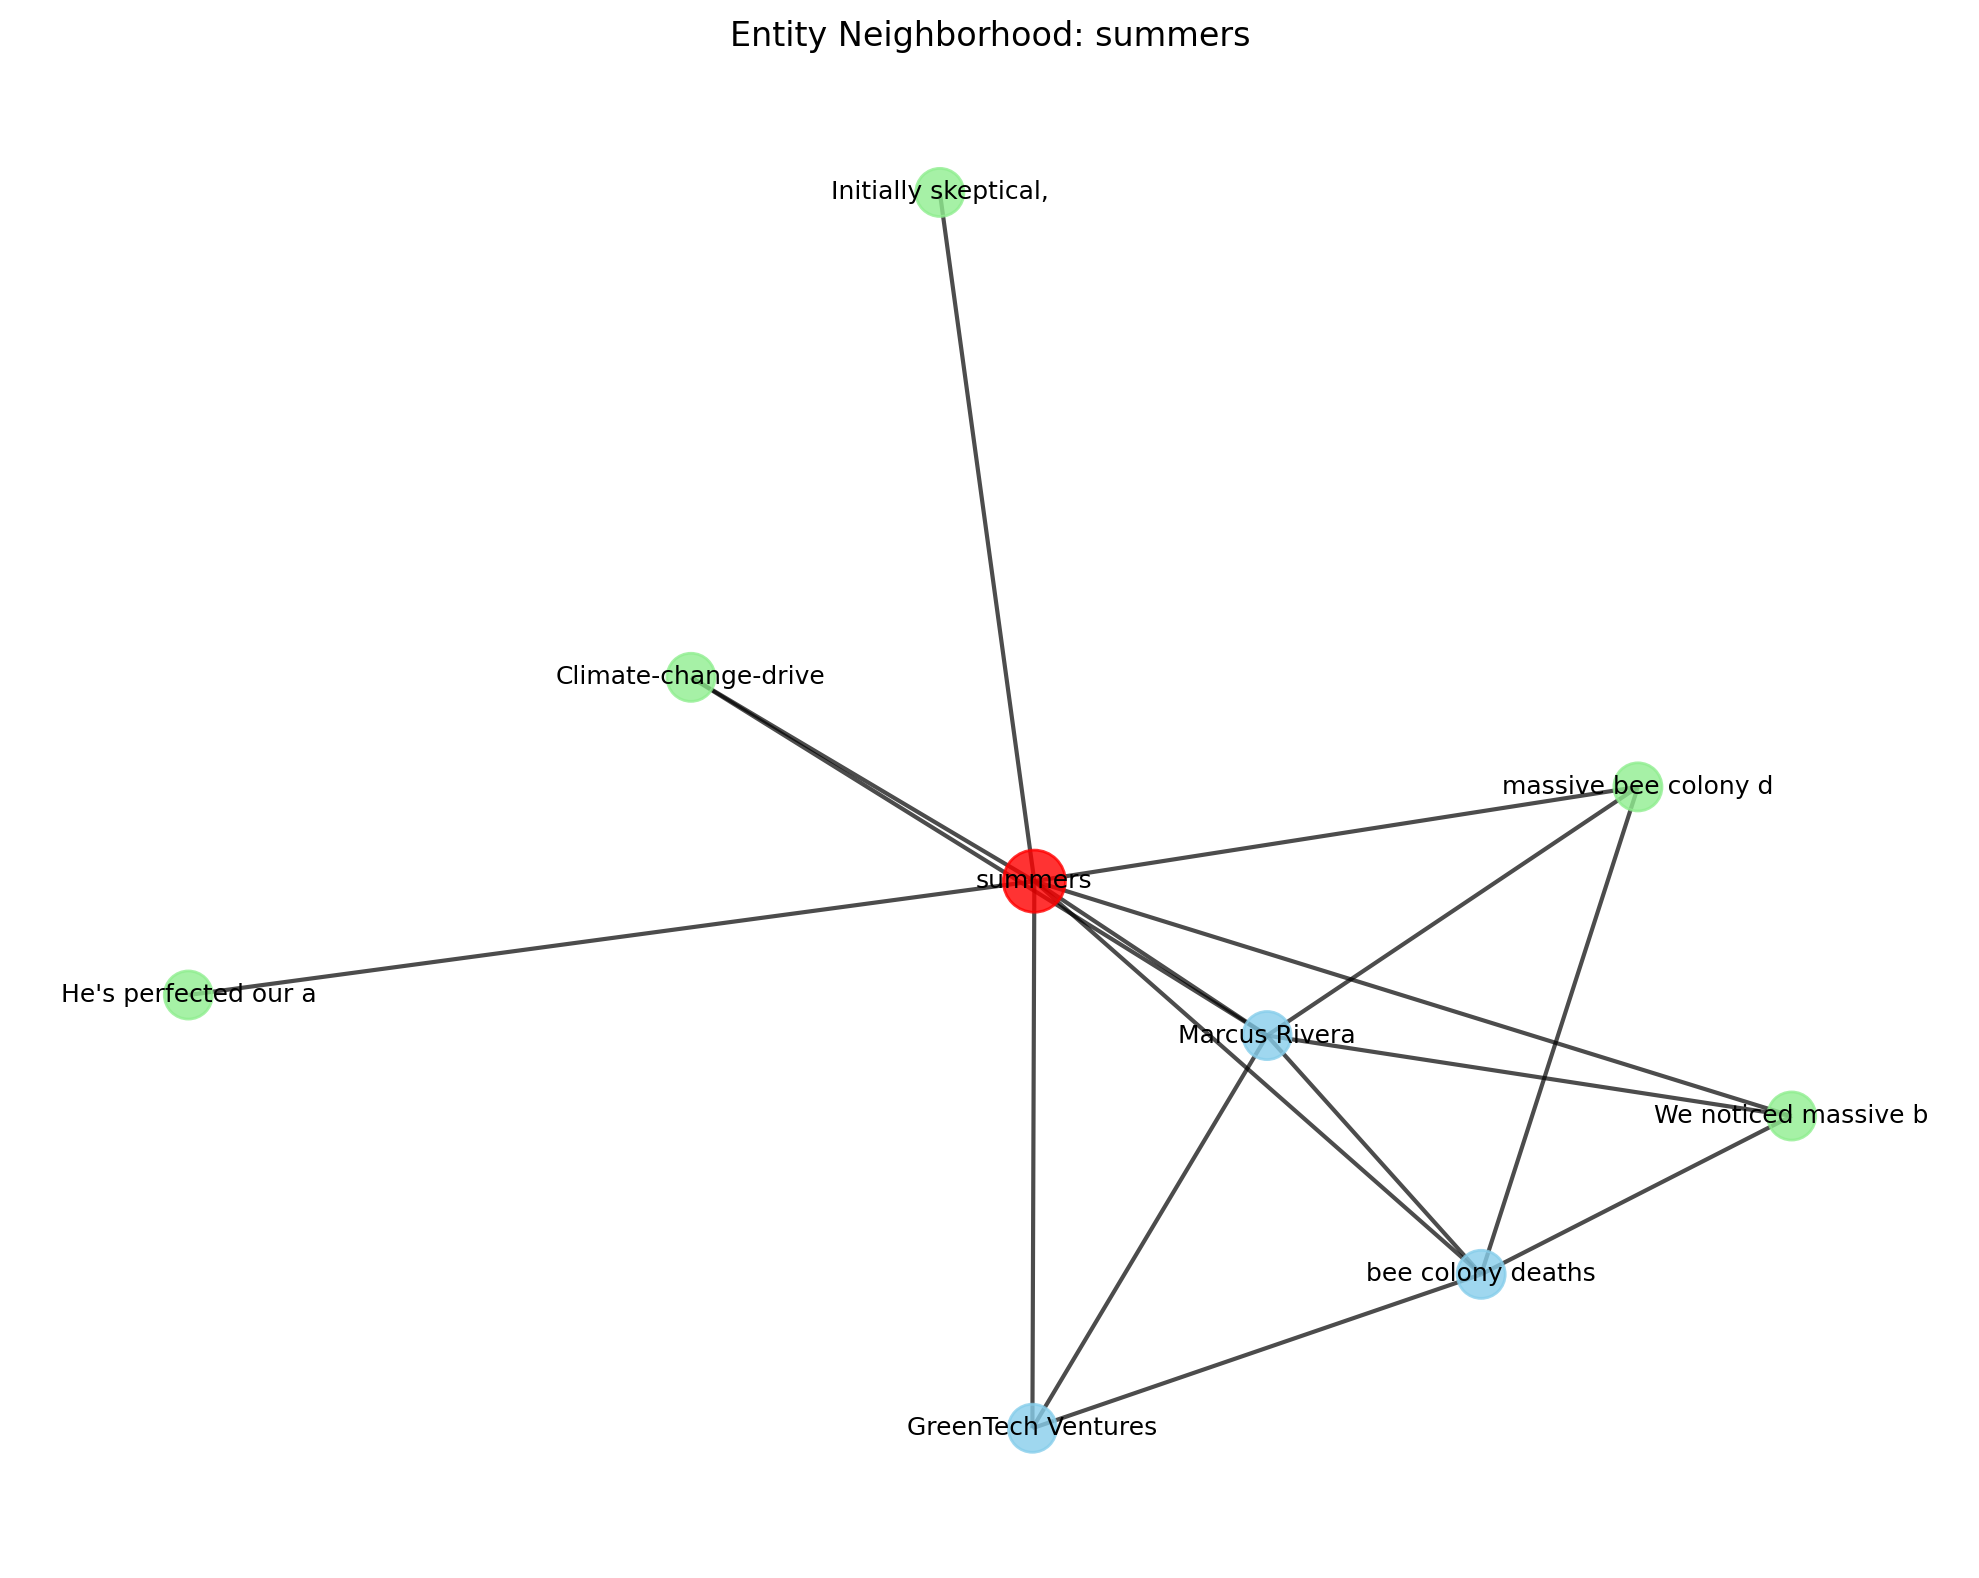 Entity Neighborhood: summers
Initially skeptical,
Climate-change-drive
massive bee colony d
summers
He's perfected our a
Marcus Rivera
We noticed massive b
bee colony deaths
GreenTech Ventures